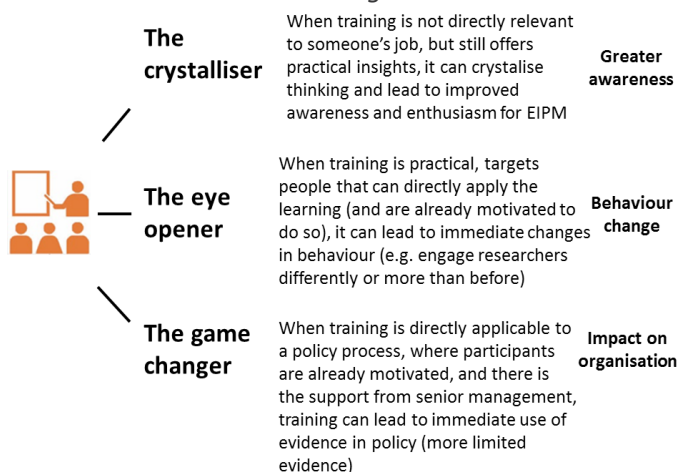 The
crystalliser
When training is not directly relevant
to someone's job, but still offers
practical insights, it can crystalise
thinking and lead to improved
awareness and enthusiasm for EIPM
Greater
awareness
The eye
opener
When training is practical, targets
people that can directly apply the
learning (and are already motivated to
do so), it can lead to immediate changes
in behaviour (e.g. engage researchers
differently or more than before)
Behaviour
change
The game
changer
When training is directly applicable to
a policy process, where participants
are already motivated, and there is
the support from senior management,
training can lead to immediate use of
evidence in policy (more limited
evidence)
Impact on
organisation